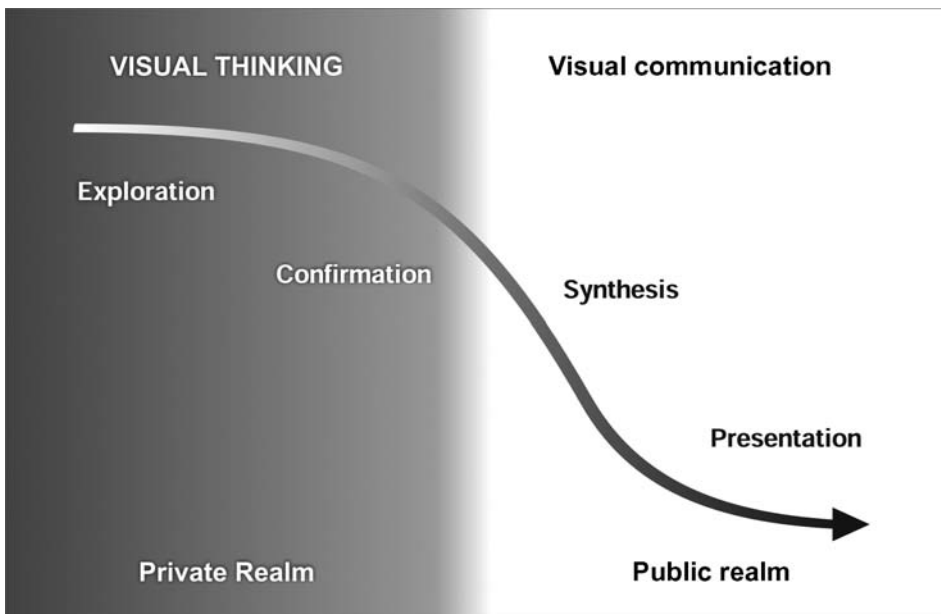 VISUAL THINKING
Visual communication
Exploration
Confirmation
Synthesis
Presentation
Private Realm
Public realm